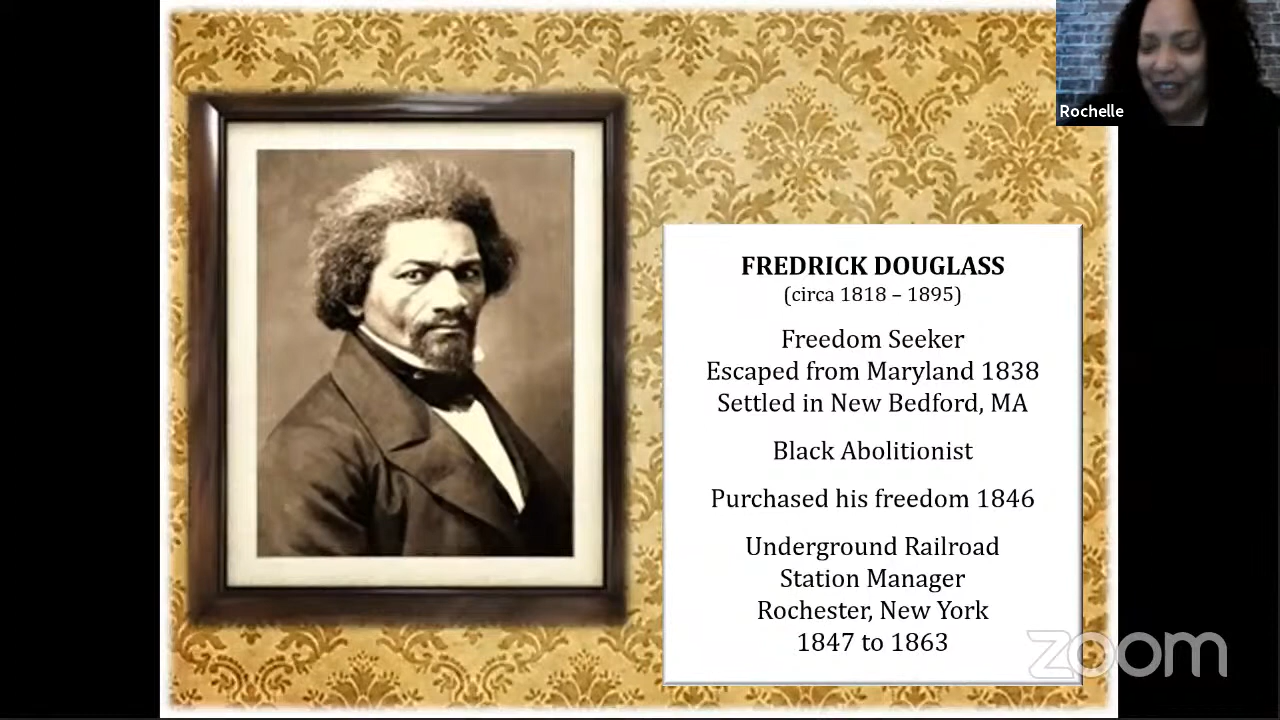 Rochelle
FREDRICK DOUGLASS
(circa 1818 – 1895)
Freedom Seeker
Escaped from Maryland 1838
Settled in New Bedford, MA
Black Abolitionist
Purchased his freedom 1846
Underground Railroad
Station Manager
Rochester, New York
1847 to 1863
zoom